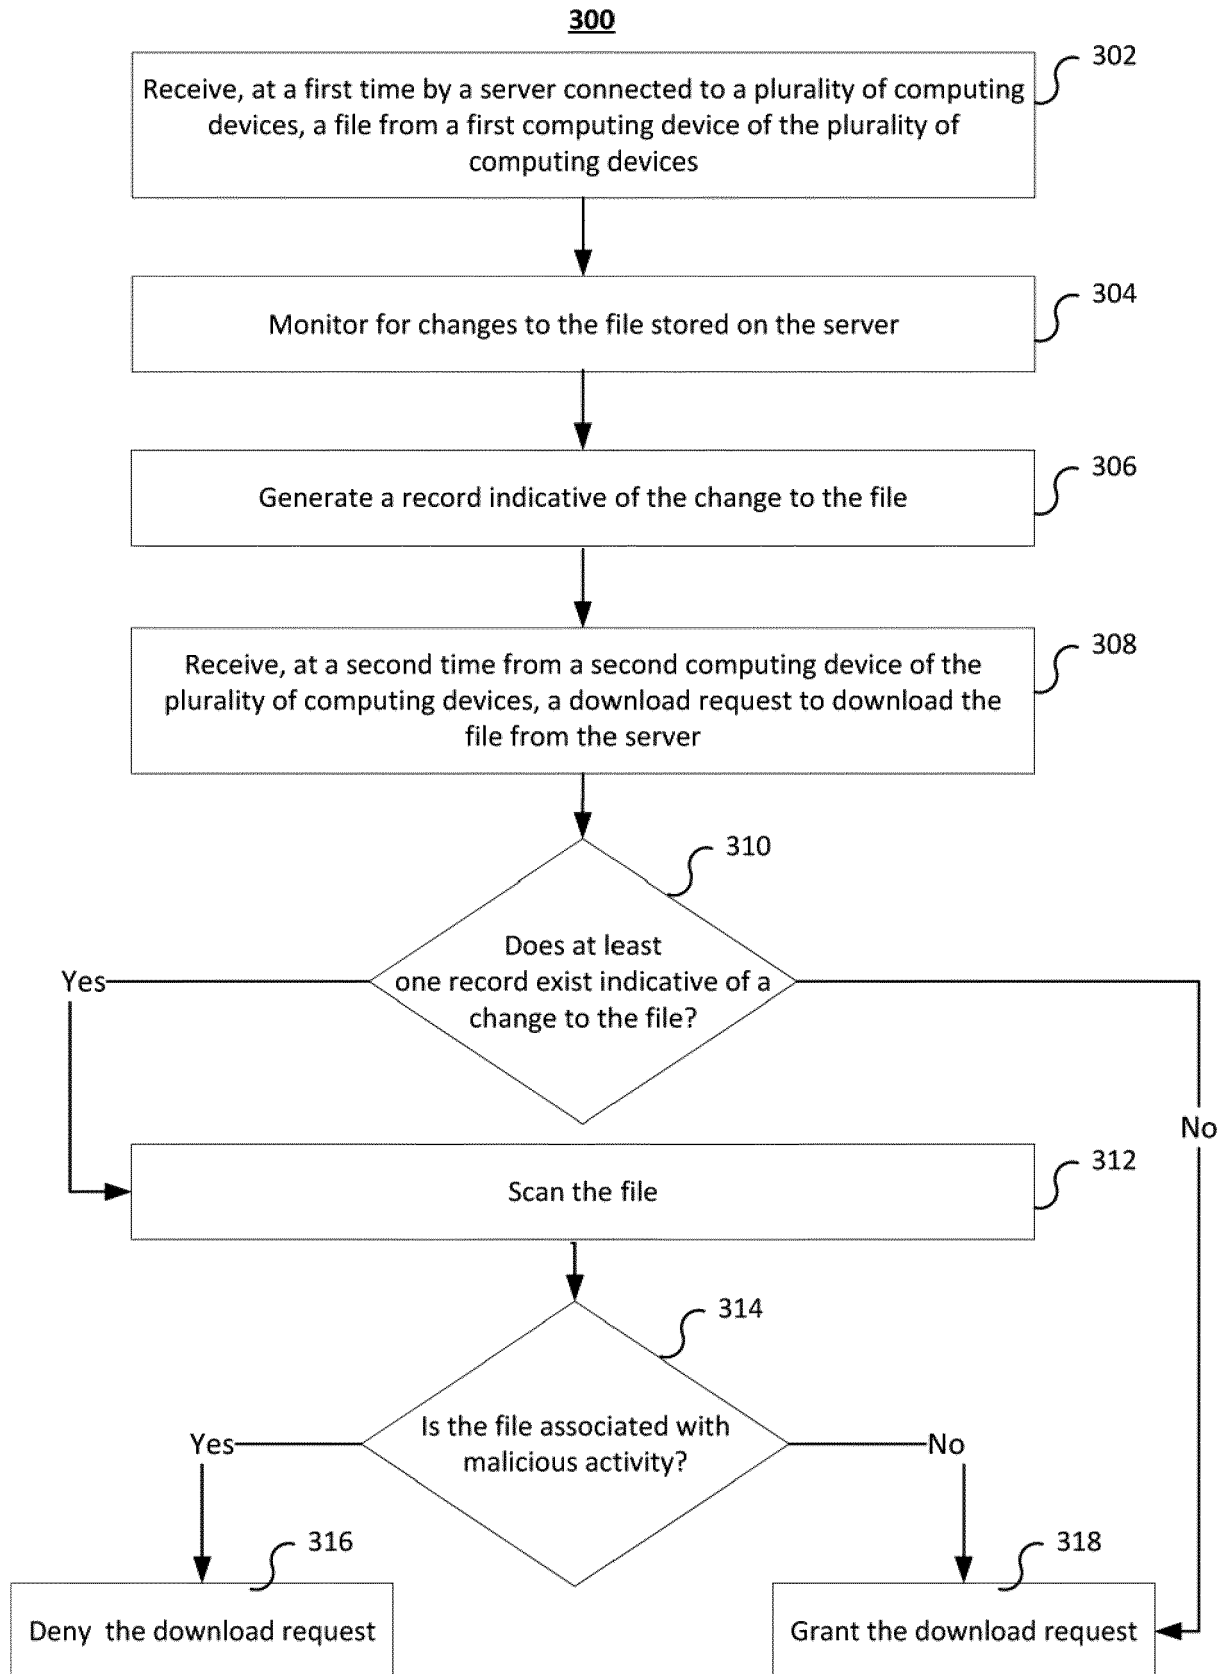 300
302
Receive, at a first time by a server connected to a plurality of computing
devices, a file from a first computing device of the plurality of
computing devices
304
Monitor for changes to the file stored on the server
306
Generate a record indicative of the change to the file
308
Receive, at a second time from a second computing device of the
plurality of computing devices, a download request to download the
file from the server
310
Does at least
one record exist indicative of a
change to the file?
Yes
No
312
Scan the file
314
Is the file associated with
malicious activity?
Yes
No
316
Deny the download request
318
Grant the download request